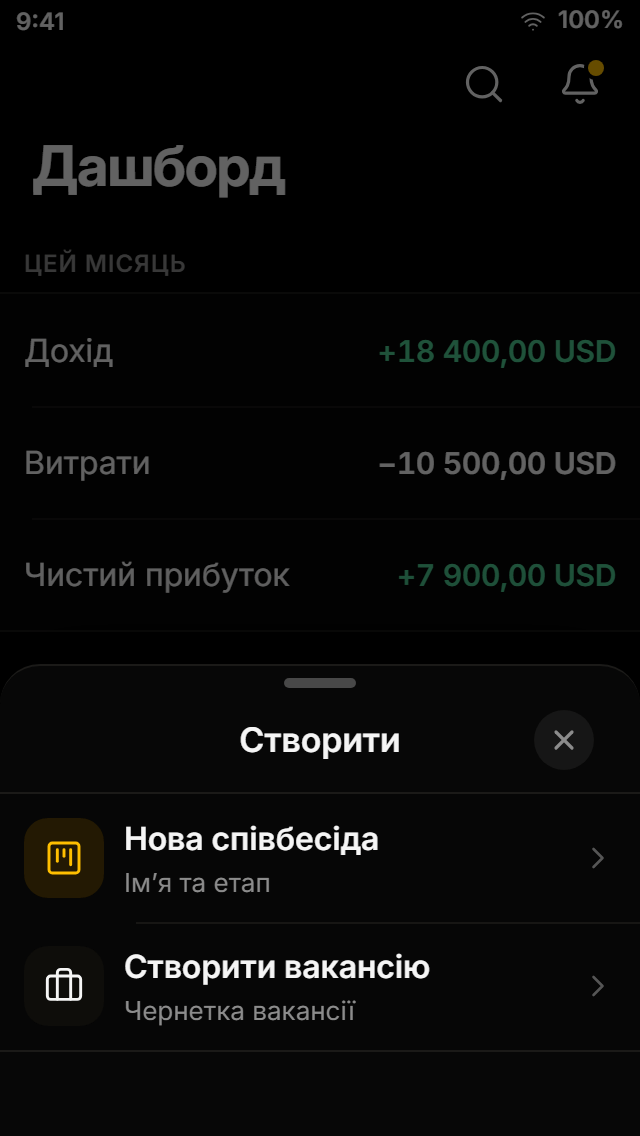 9:41
100%
Дашборд
ЦЕЙ МІСЯЦЬ
Дохід
+18 400,00 USD
Витрати
−10 500,00 USD
Чистий прибуток
+7 900,00 USD
Створити
Нова співбесіда
Ім’я та етап
Створити вакансію
Чернетка вакансії